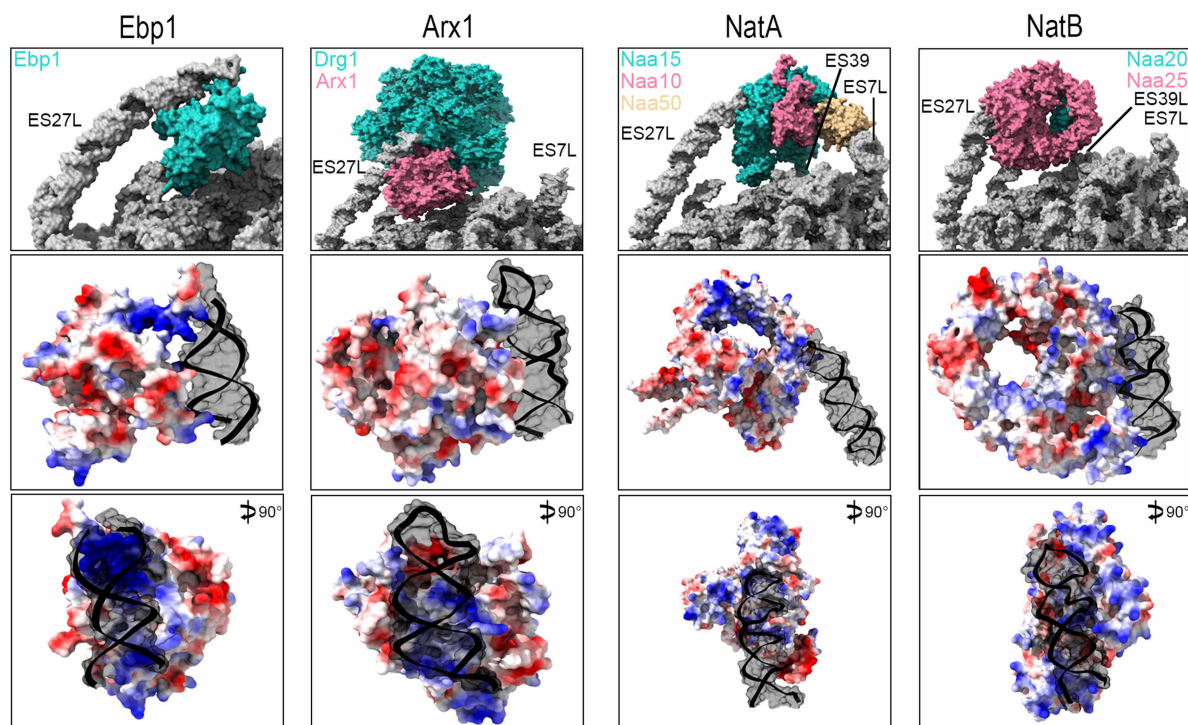 Ebp1
Arx1
NatA
NatB
Ebp1
ES27L
Drg1
Arx1
ES27L
ES7L
Naa15
Naa10
Naa50
ES27L
ES39
ES7L
Naa20
Naa25
ES27L
ES39L
ES7L
90°
90°
90°
90°